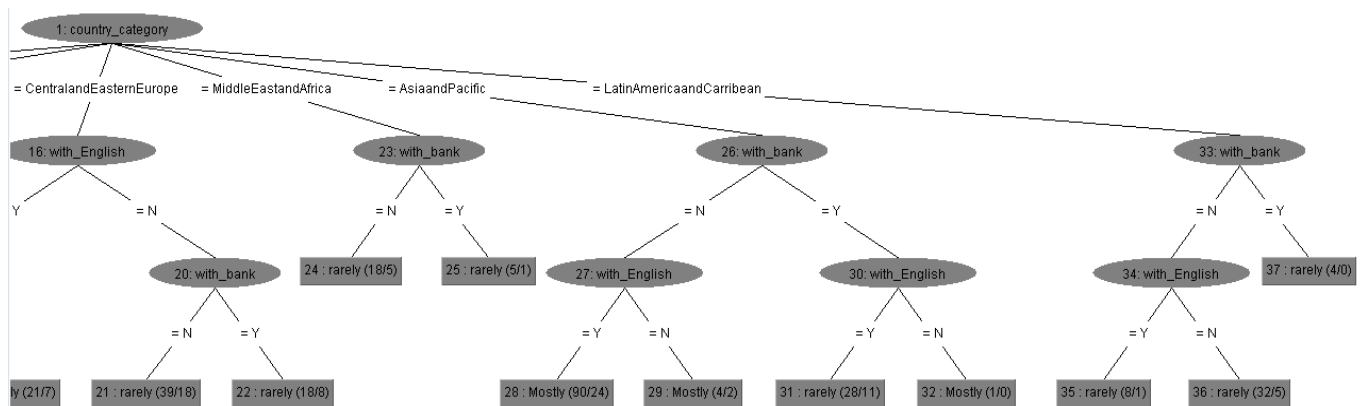 1: country_category
= CentralandEasternEurope
= MiddleEastandAfrica
= AsiaandPacific
= LatinAmericaandCarribean
16: with_English
23: with_bank
26: with_bank
33: with_bank
Y
= N
= N
= Y
= N
= Y
= N
= Y
20: with_bank
24 : rarely (18/5)
25 : rarely (5/1)
27: with_English
30: with_English
34: with_English
37 : rarely (4/0)
= N
= Y
= Y
= N
= Y
= N
= Y
= N
ly (21/7)
21 : rarely (39/18)
22 : rarely (18/8)
28 : Mostly (90/24)
29 : Mostly (4/2)
31 : rarely (28/11)
32 : Mostly (1/0)
35 : rarely (8/1)
36 : rarely (32/5)